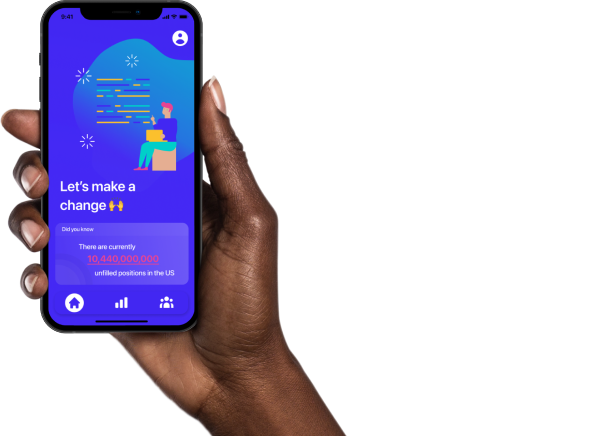 9:41
Let's make a
change 🙌
Did you know
There are currently
10,440,000,000
unfilled positions in the US